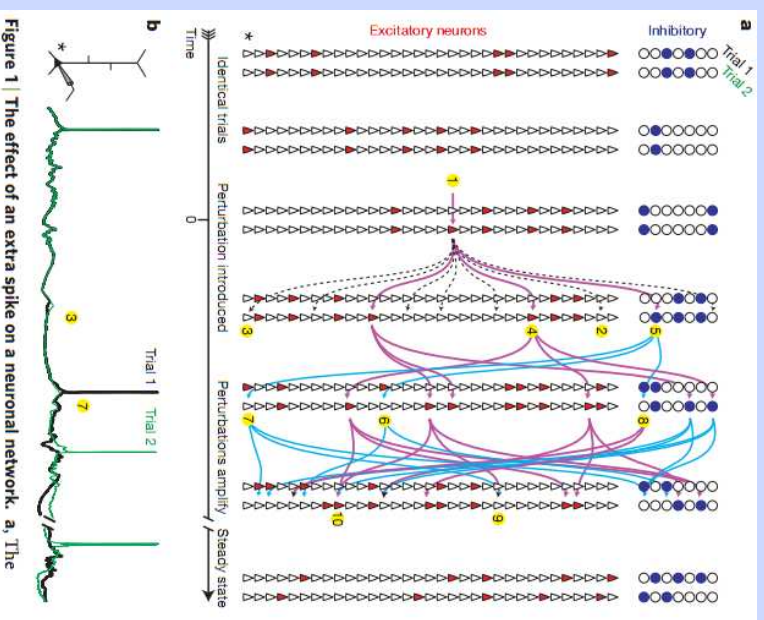 a
Inhibitory
Excitatory neurons
*
Trial 1
Trial 2
Time
0
Identical trials
Perturbation introduced
Perturbations amplify
Steady state
1
2
3
4
5
6
7
8
9
10
b
*
3
7
Trial 1
Trial 2
Figure 1 | The effect of an extra spike on a neuronal network. a, The